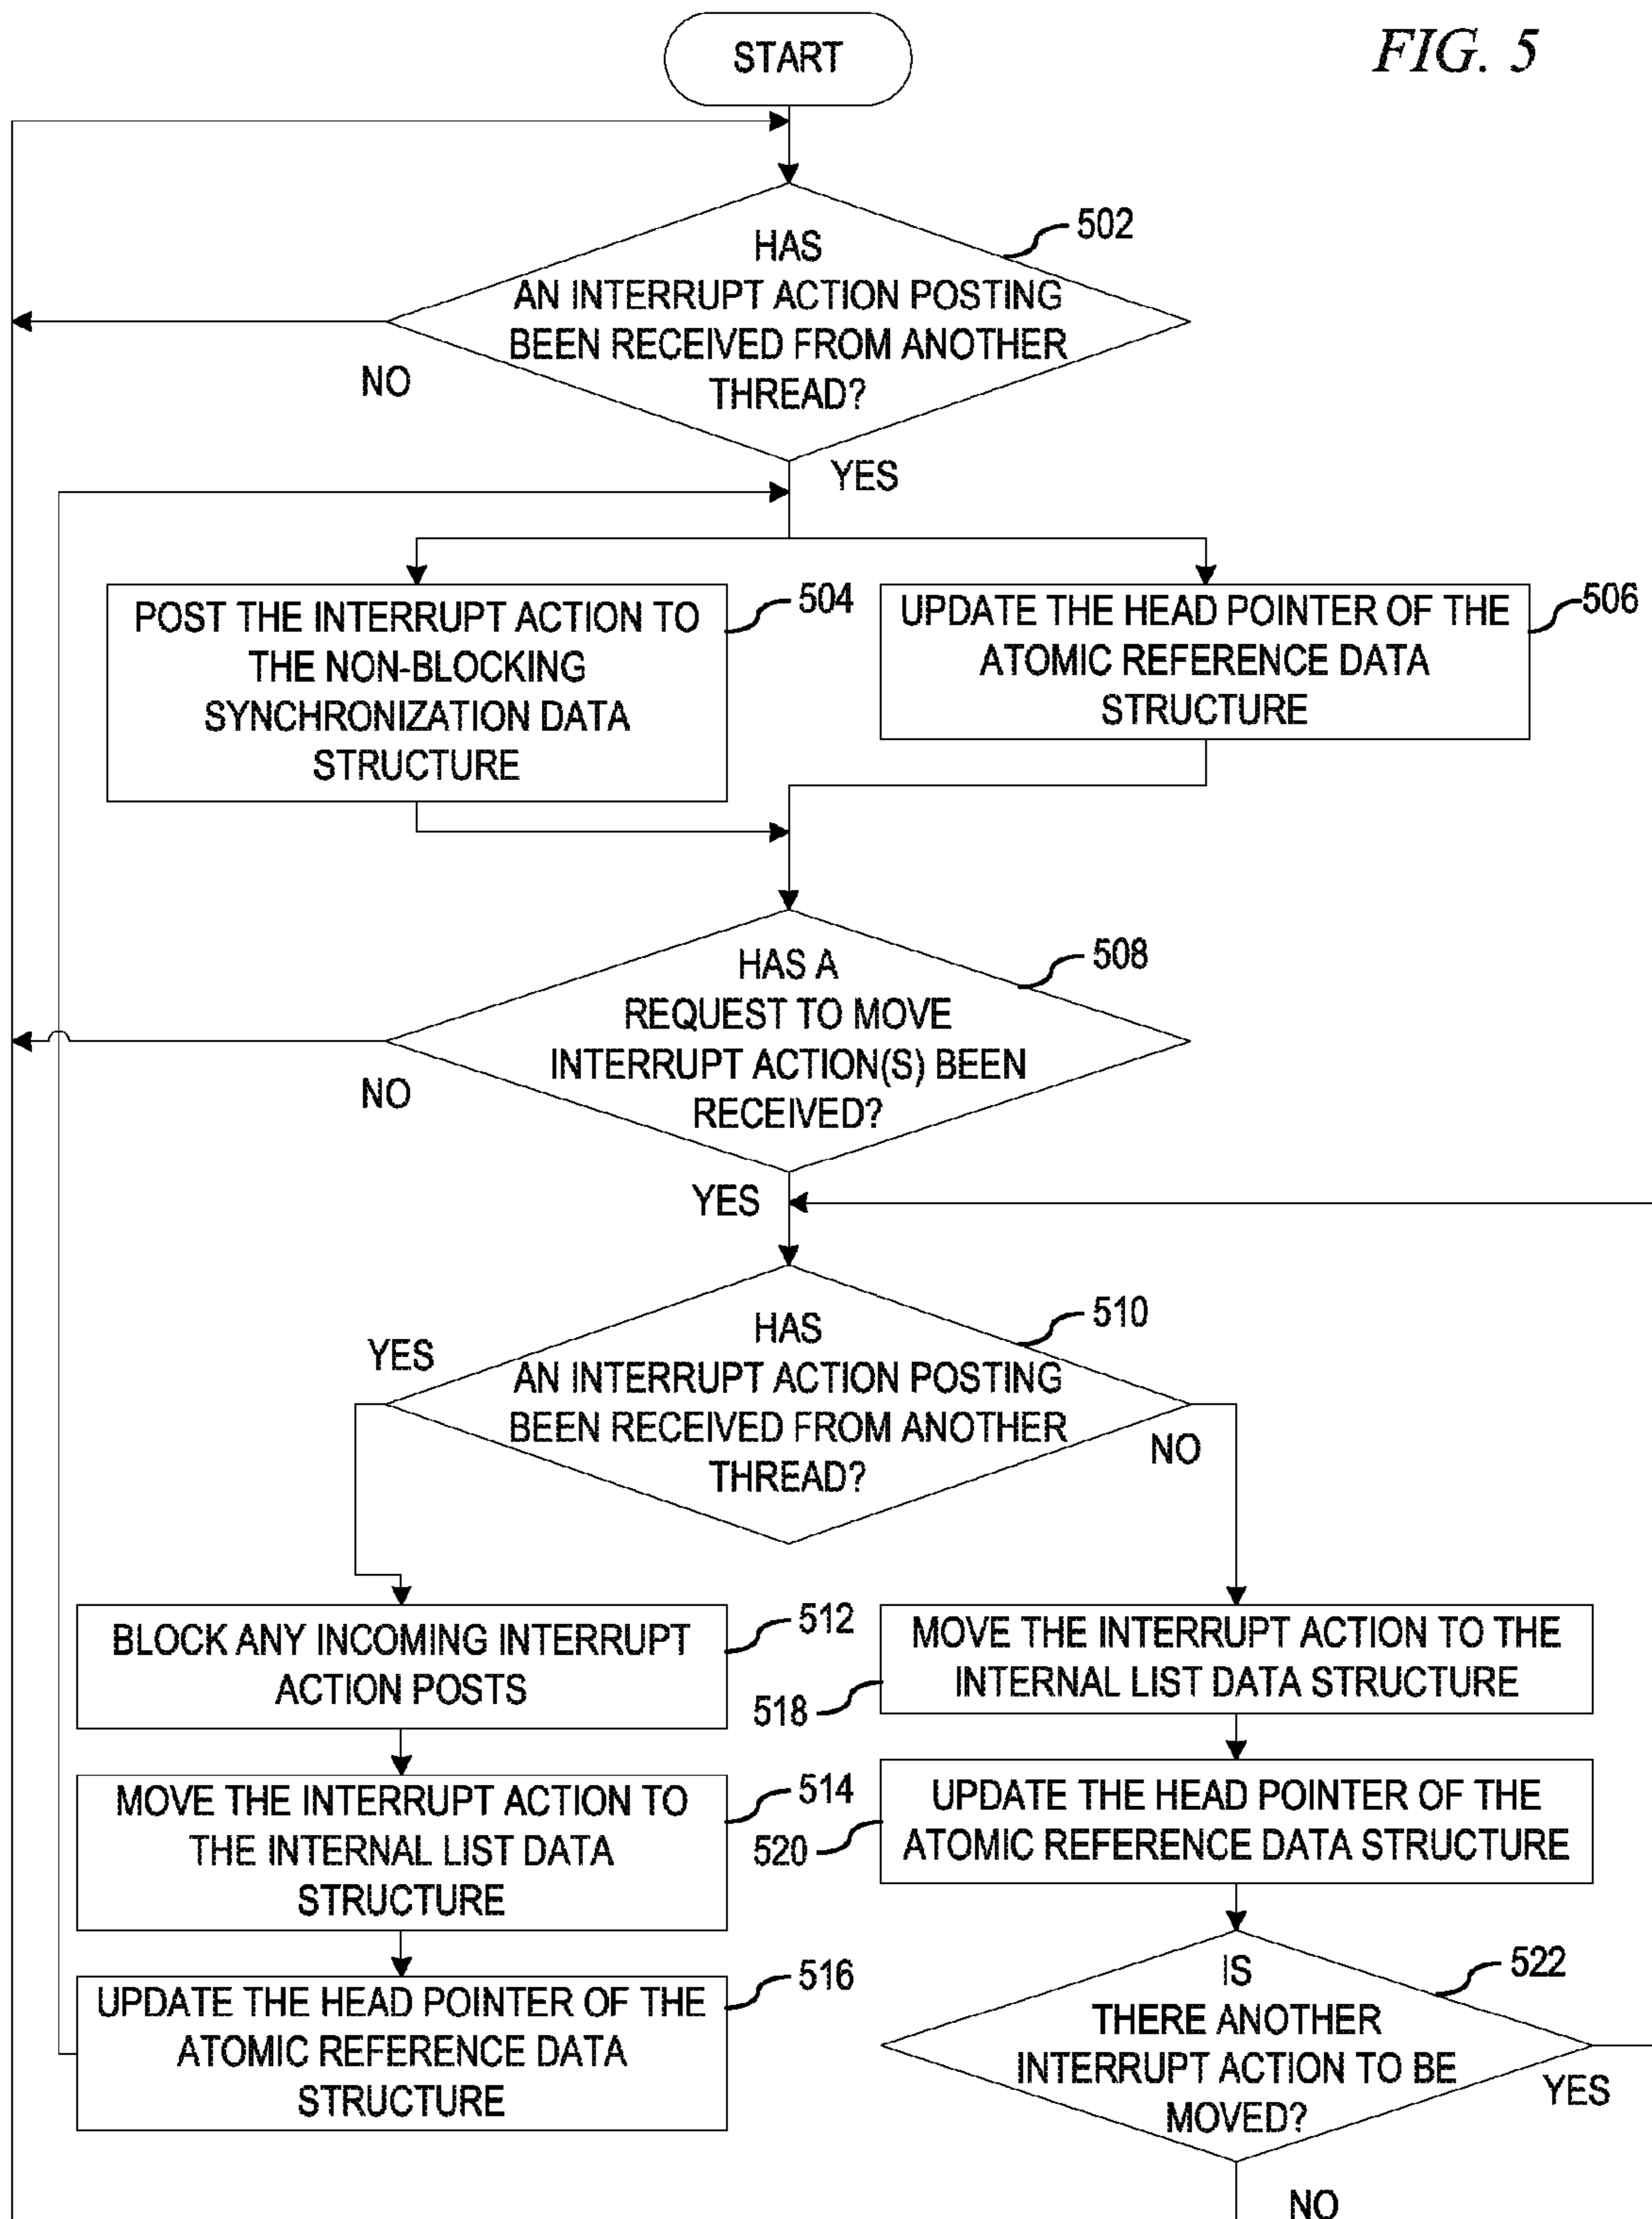 FIG. 5
START
502
HAS
AN INTERRUPT ACTION POSTING
BEEN RECEIVED FROM ANOTHER
THREAD?
NO
YES
504
POST THE INTERRUPT ACTION TO
THE NON-BLOCKING
SYNCHRONIZATION DATA
STRUCTURE
506
UPDATE THE HEAD POINTER OF THE
ATOMIC REFERENCE DATA
STRUCTURE
508
HAS A
REQUEST TO MOVE
INTERRUPT ACTION(S) BEEN
RECEIVED?
NO
YES
510
HAS
AN INTERRUPT ACTION POSTING
BEEN RECEIVED FROM ANOTHER
THREAD?
YES
NO
512
BLOCK ANY INCOMING INTERRUPT
ACTION POSTS
514
MOVE THE INTERRUPT ACTION TO
THE INTERNAL LIST DATA
STRUCTURE
516
UPDATE THE HEAD POINTER OF THE
ATOMIC REFERENCE DATA
STRUCTURE
518
MOVE THE INTERRUPT ACTION TO THE
INTERNAL LIST DATA STRUCTURE
520
UPDATE THE HEAD POINTER OF THE
ATOMIC REFERENCE DATA STRUCTURE
522
IS
THERE ANOTHER
INTERRUPT ACTION TO BE
MOVED?
YES
NO